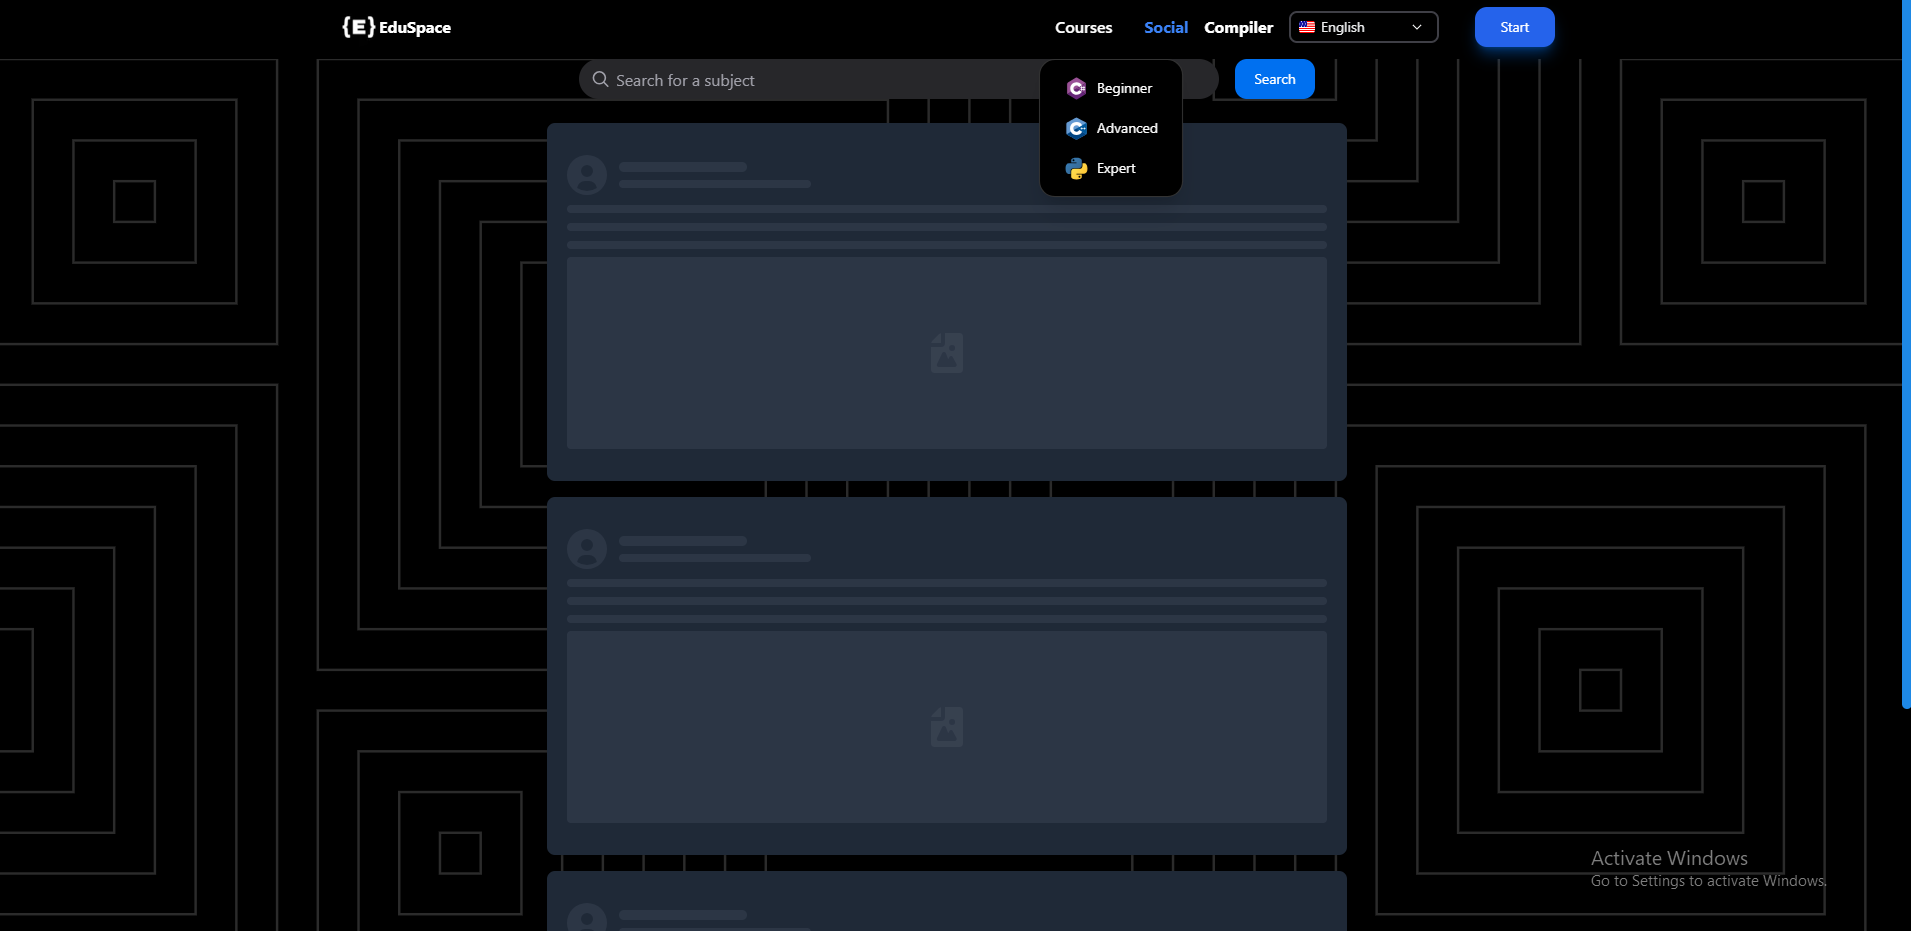 {E} EduSpace
Courses Social Compiler English Start
Search for a subject Search
Beginner
Advanced
Expert
Activate Windows
Go to Settings to activate Windows.